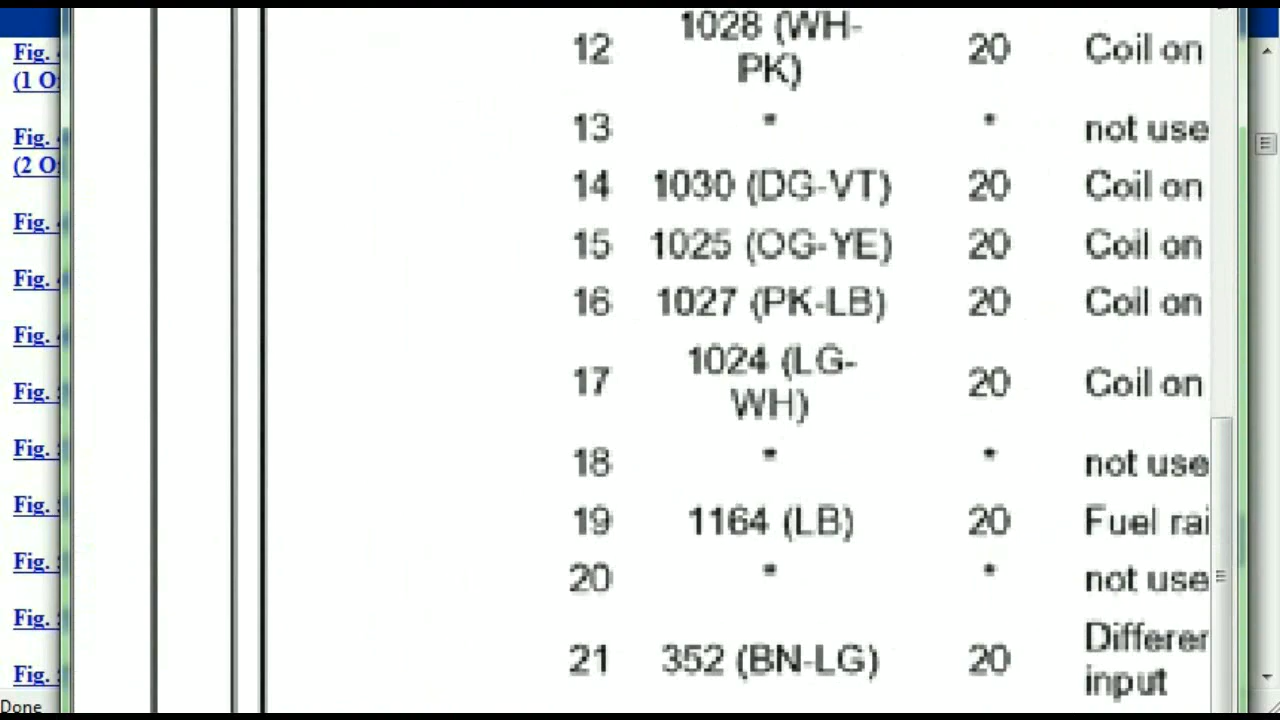 Fig.
(1 O
Fig.
(2 O
Fig.
Fig.
Fig.
Fig.
Fig.
Fig.
Fig.
Fig.
Fig.
Done
12 1028 (WH-PK) 20 Coil on
13 * * not use
14 1030 (DG-VT) 20 Coil on
15 1025 (OG-YE) 20 Coil on
16 1027 (PK-LB) 20 Coil on
17 1024 (LG-WH) 20 Coil on
18 * * not use
19 1164 (LB) 20 Fuel rai
20 * * not use
21 352 (BN-LG) 20 Differen input